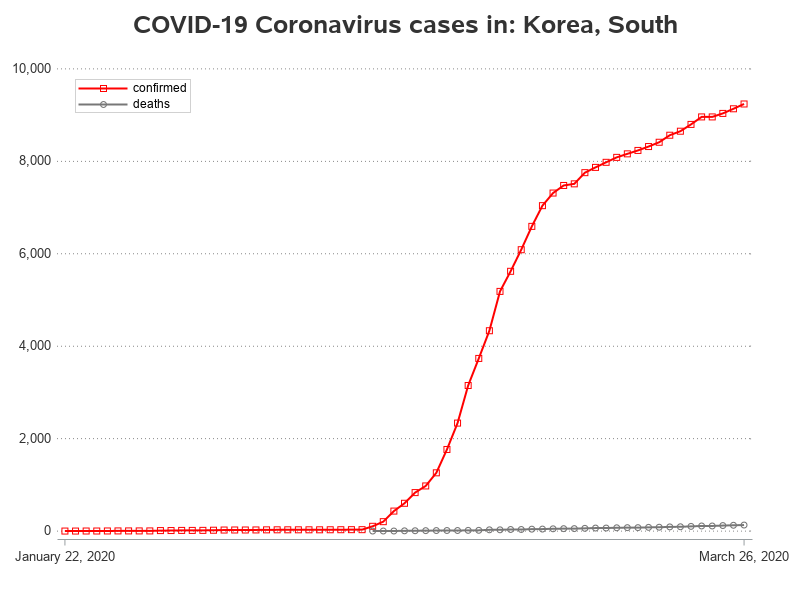 COVID-19 Coronavirus cases in: Korea, South
10,000
confirmed
deaths
8,000
6,000
4,000
2,000
0
January 22, 2020
March 26, 2020